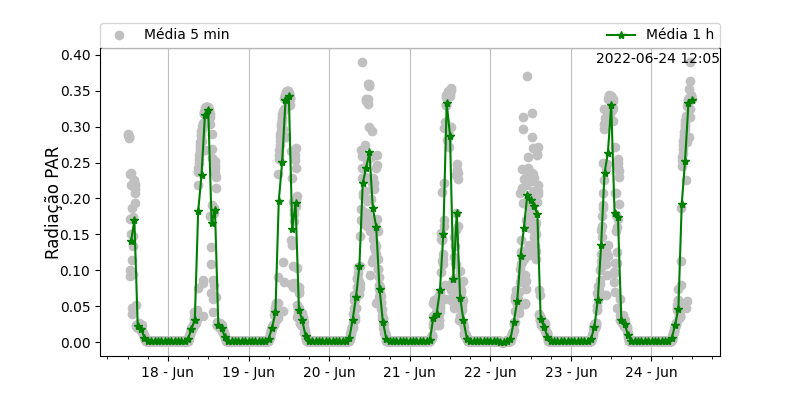 Média 5 min
Média 1 h
2022-06-24 12:05
0.40
0.35
0.30
0.25
0.20
0.15
0.10
0.05
0.00
Radiação PAR
18 - Jun
19 - Jun
20 - Jun
21 - Jun
22 - Jun
23 - Jun
24 - Jun